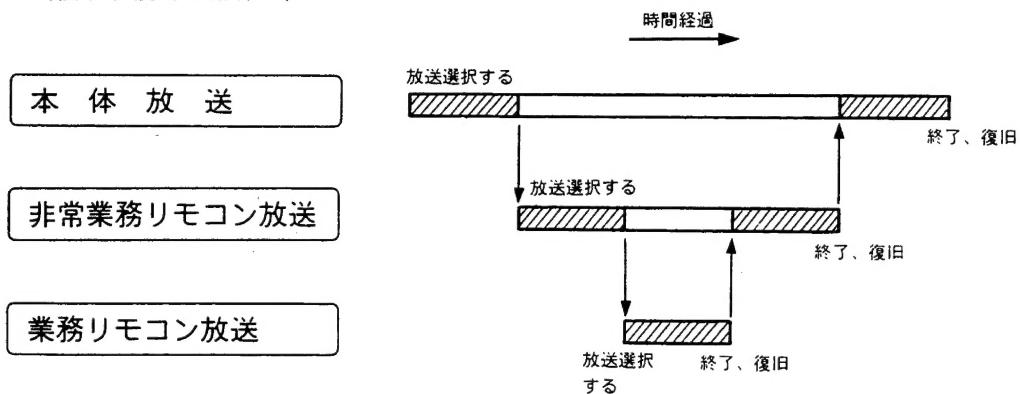 時間経過
放送選択する
本体放送
終了、復旧
放送選択する
非常業務リモコン放送
終了、復旧
業務リモコン放送
放送選択
する
終了、復旧